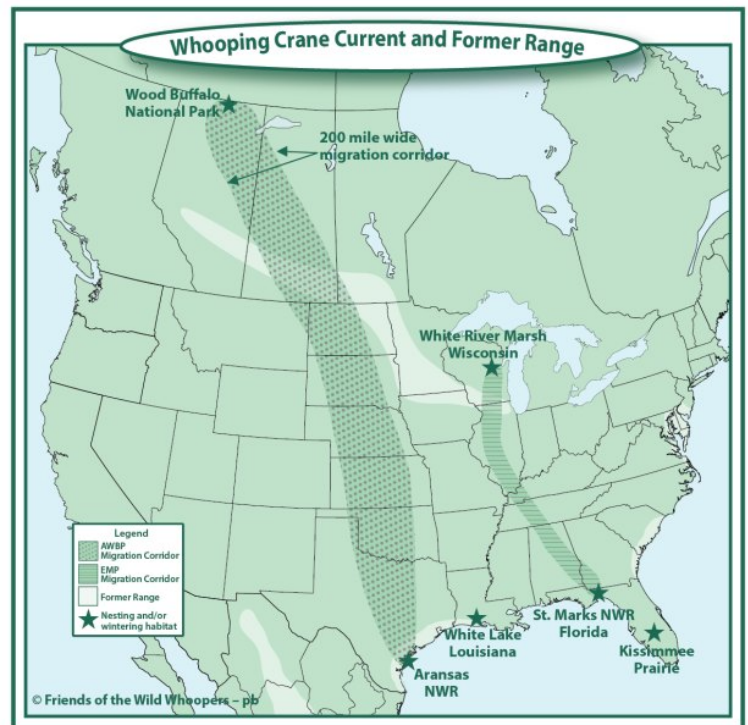 Whooping Crane Current and Former Range
Wood Buffalo
National Park
200 mile wide
migration corridor
White River Marsh
Wisconsin
Legend
AWBP
Migration Corridor
EMP
Migration Corridor
Former Range
Nesting and/or
wintering habitat
St. Marks NWR
Florida
White Lake
Louisiana
Kissimmee
Prairie
Aransas
NWR
© Friends of the Wild Whoopers – pb